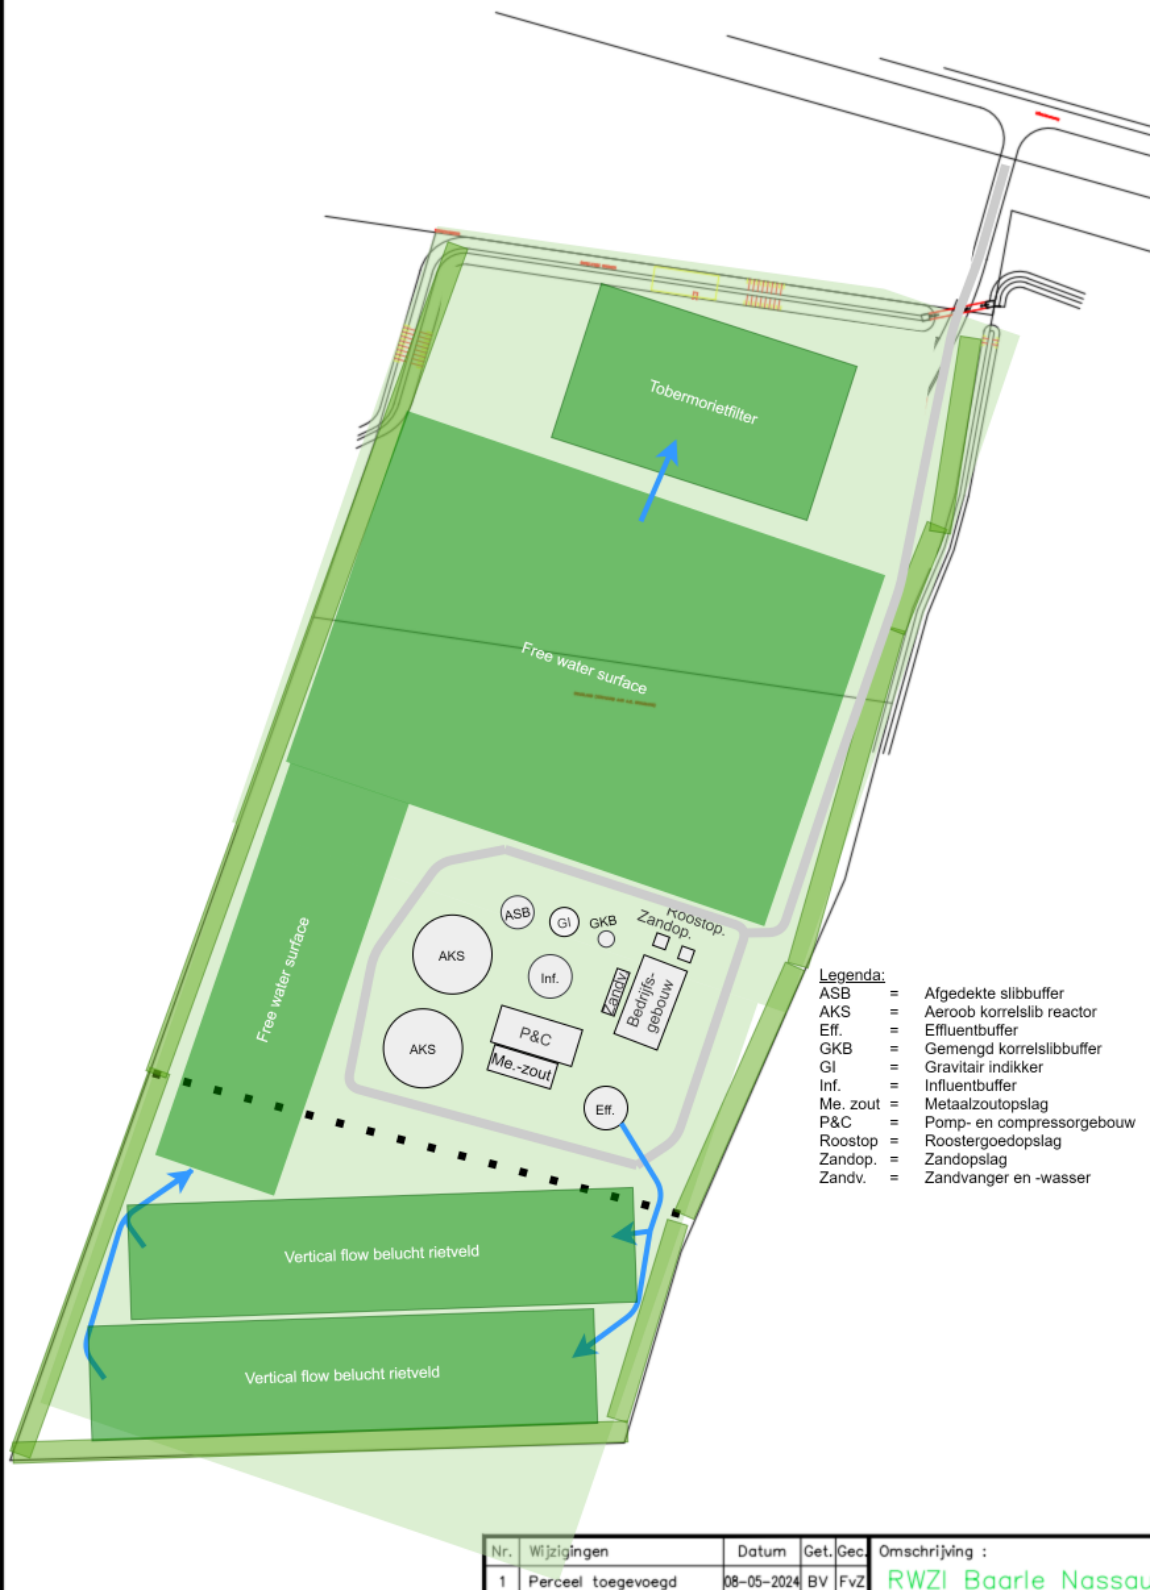 Tobermorietfilter
Free water surface
Free water surface
ASB
GI
GKB
Roostop.
Zandop.
AKS
Inf.
Zandv.
Bedrijfs-
gebouw
P&C
AKS
Me.-zout
Eff.
Vertical flow belucht rietveld
Vertical flow belucht rietveld
Legenda:
ASB = Afgedekte slibbuffer
AKS = Aeroob korrelslib reactor
Eff. = Effluentbuffer
GKB = Gemengd korrelslibbuffer
GI = Gravitair indikker
Inf. = Influentbuffer
Me. zout = Metaalzoutopslag
P&C = Pomp- en compressorgebouw
Roostop = Roostergoedopslag
Zandop. = Zandopslag
Zandv. = Zandvanger en -wasser
Nr. Wijzigingen Datum Get. Gec. Omschrijving :
1 Perceel toegevoegd 08-05-2024 BV FvZ RWZI Baarle Nassau